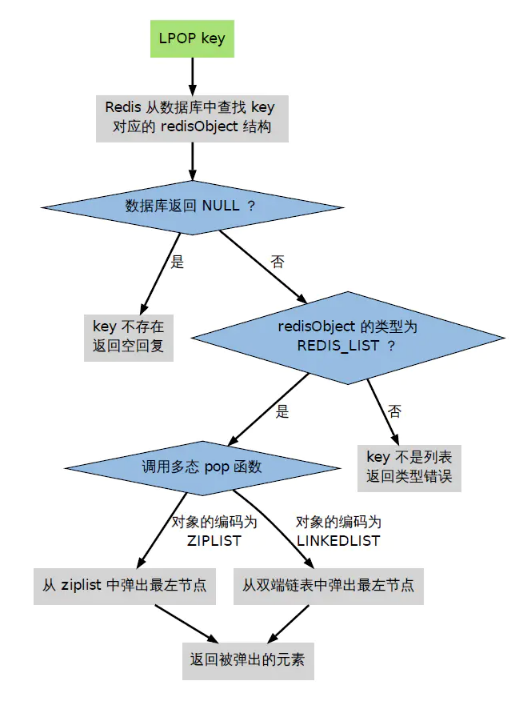 LPOP key
Redis 从数据库中查找 key
对应的 redisObject 结构
数据库返回 NULL ？
是
否
key 不存在
返回空回复
redisObject 的类型为
REDIS_LIST ？
是
否
key 不是列表
返回类型错误
调用多态 pop 函数
对象的编码为
ZIPLIST
对象的编码为
LINKEDLIST
从 ziplist 中弹出最左节点
从双端链表中弹出最左节点
返回被弹出的元素